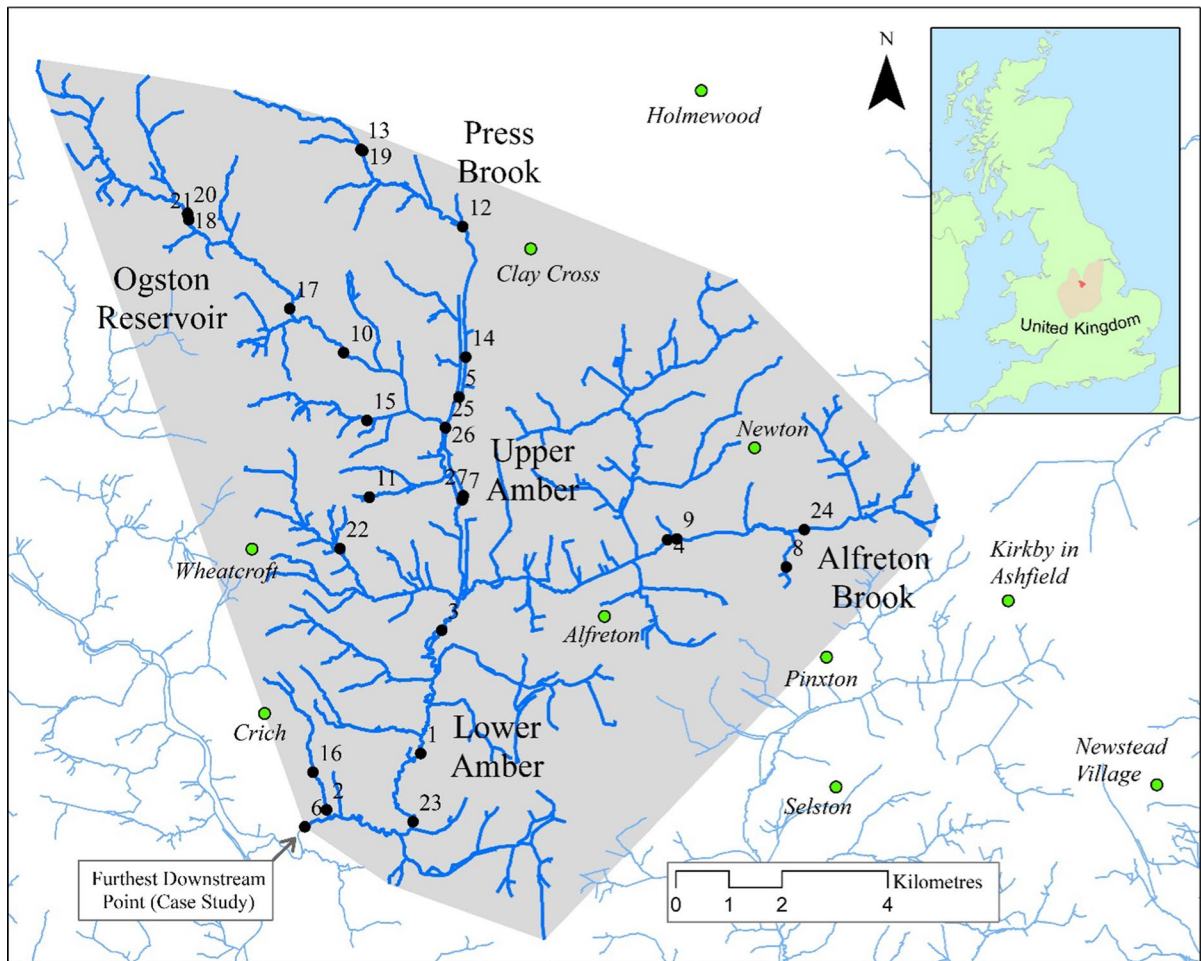 N
Holmewood
Press
Brook
13
19
12
Clay Cross
20
21
18
Ogston
Reservoir
17
10
14
5
15
25
26
Upper
Amber
Newton
11
27
7
22
9
4
24
8
Alfreton
Brook
Wheatcroft
Kirkby in
Ashfield
3
Alfreton
Pinxton
Crich
Lower
Amber
1
16
2
6
23
Newstead
Village
Selston
Furthest Downstream
Point (Case Study)
Kilometres
0 1 2 4
United Kingdom